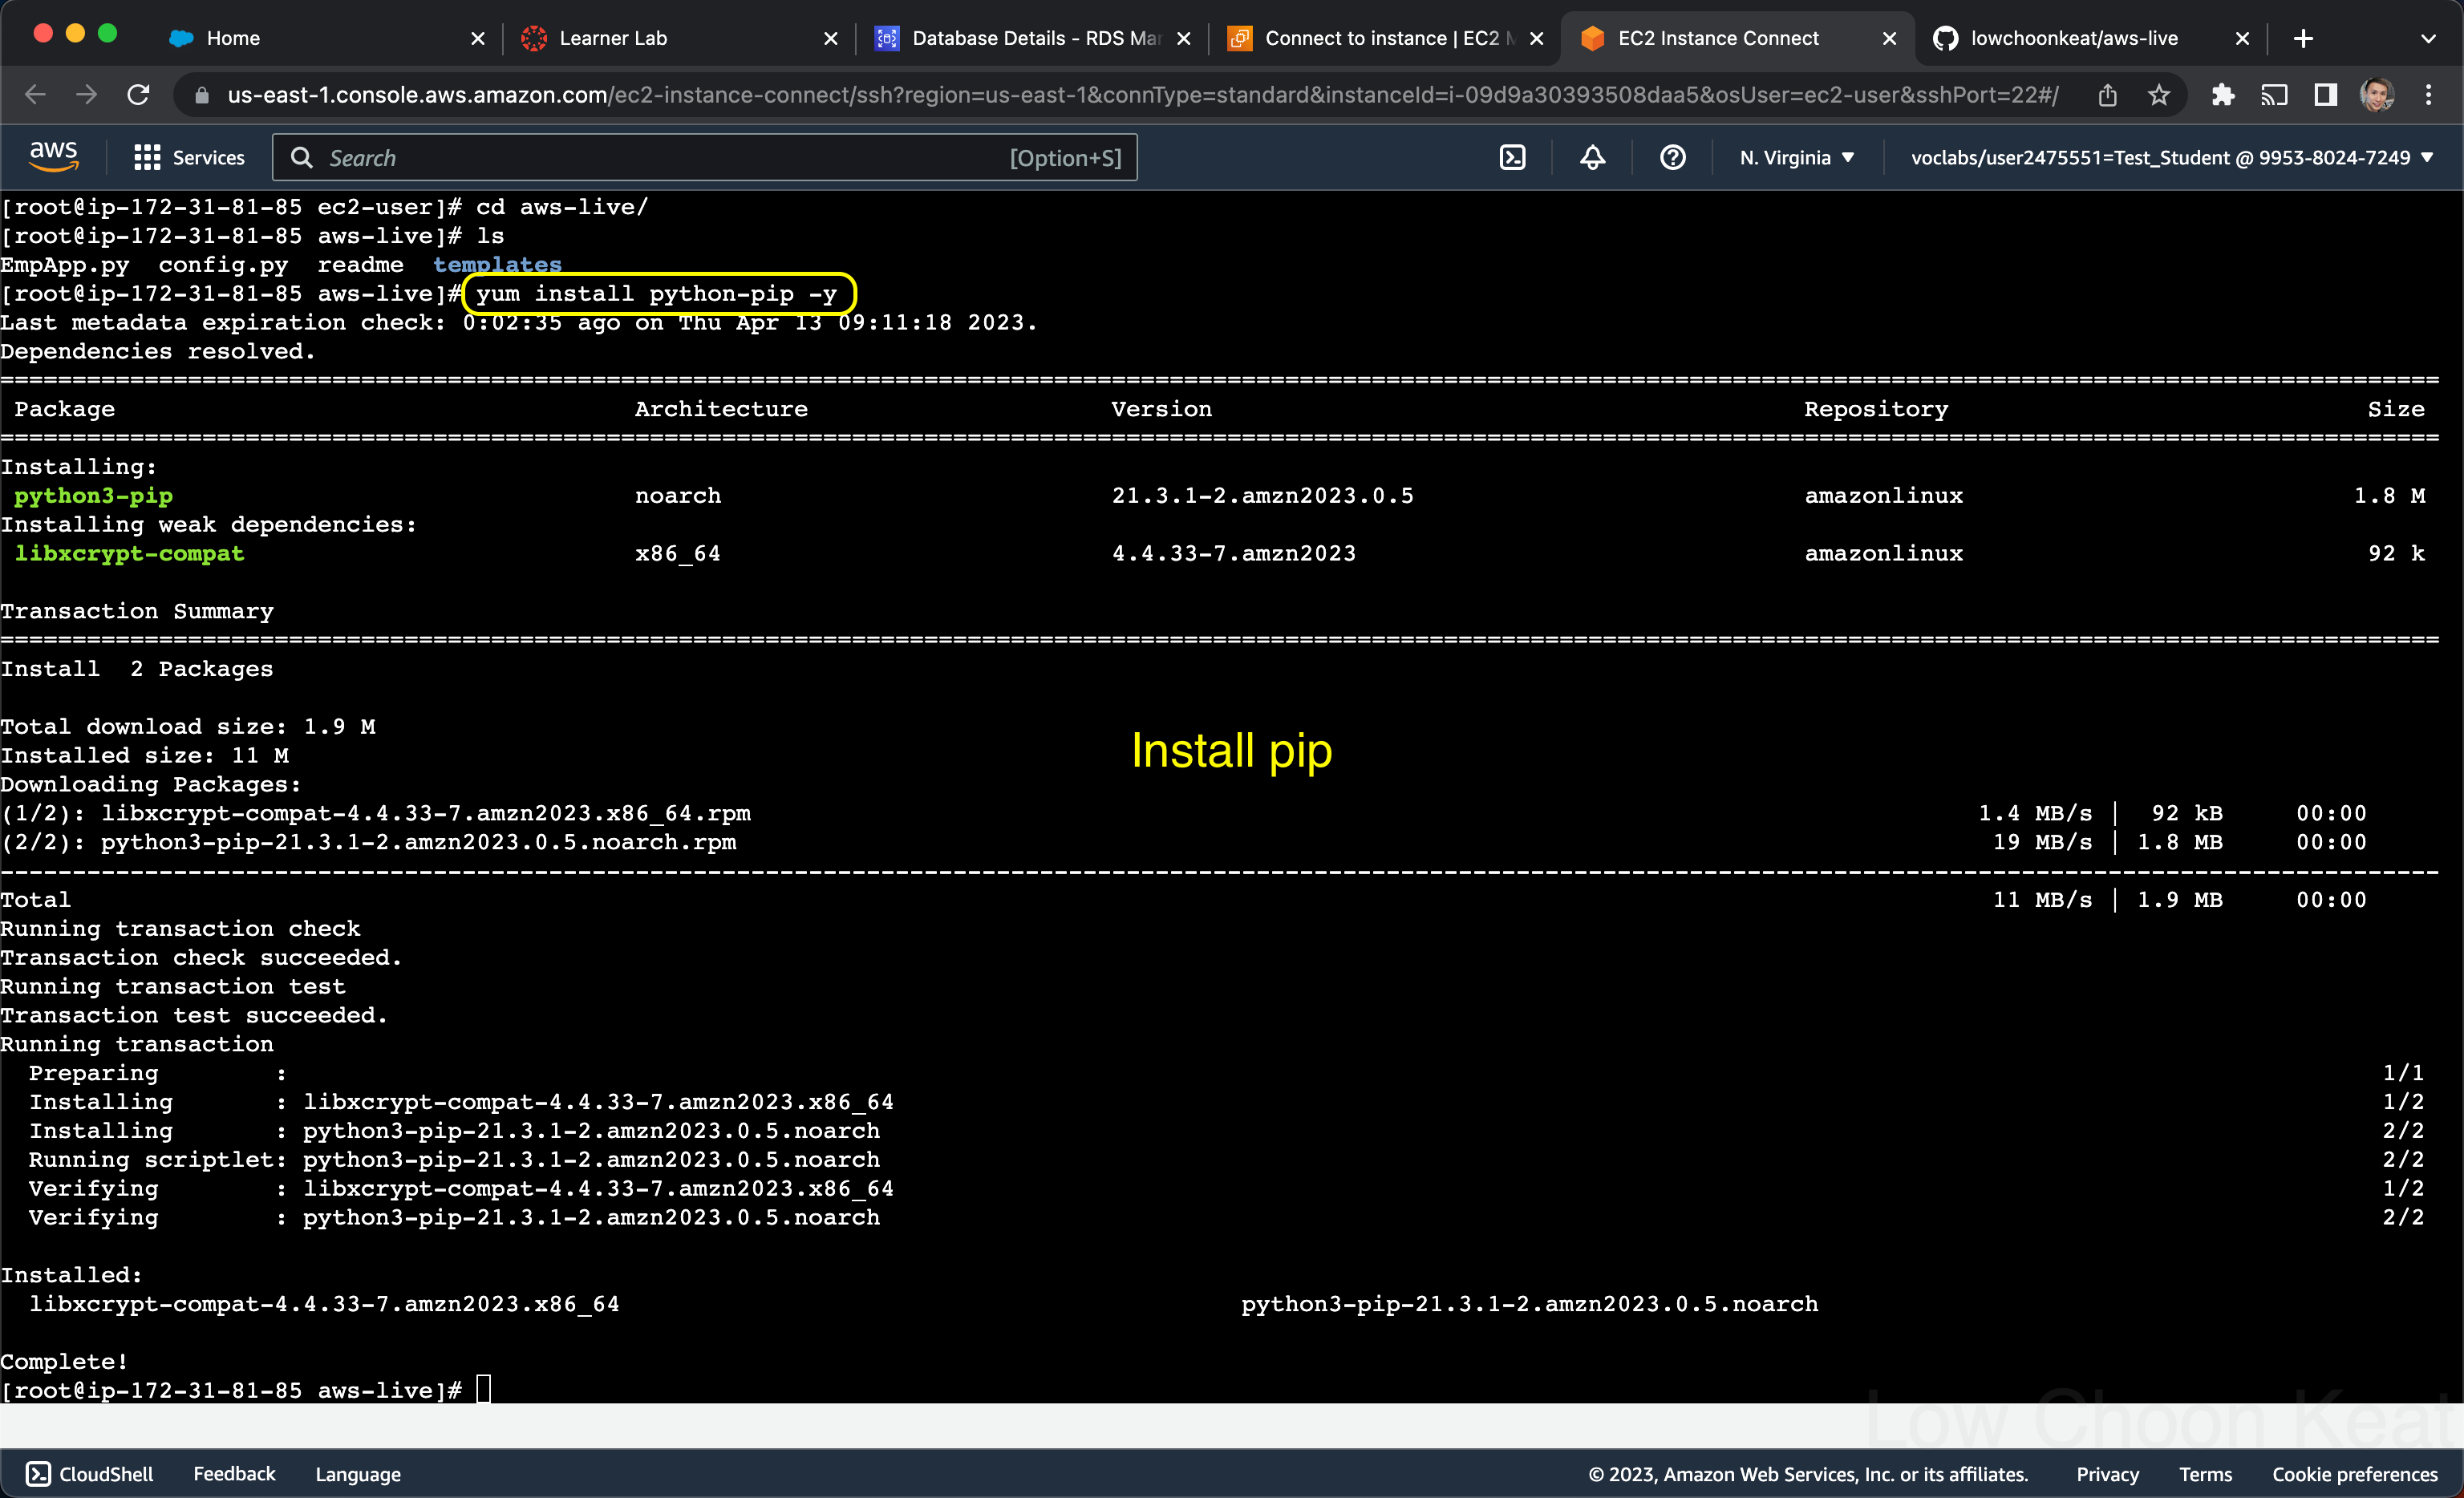 Home
Learner Lab
Database Details - RDS Mar
Connect to instance | EC2 M
EC2 Instance Connect
lowchoonkeat/aws-live
us-east-1.console.aws.amazon.com/ec2-instance-connect/ssh?region=us-east-1&connType=standard&instanceId=i-09d9a30393508daa5&osUser=ec2-user&sshPort=22#/
aws Services Search [Option+S] N. Virginia voclabs/user2475551=Test_Student @ 9953-8024-7249
[root@ip-172-31-81-85 ec2-user]# cd aws-live/
[root@ip-172-31-81-85 aws-live]# ls
EmpApp.py  config.py  readme  templates
[root@ip-172-31-81-85 aws-live]# yum install python-pip -y
Last metadata expiration check: 0:02:35 ago on Thu Apr 13 09:11:18 2023.
Dependencies resolved.
Package Architecture Version Repository Size
Installing:
python3-pip noarch 21.3.1-2.amzn2023.0.5 amazonlinux 1.8 M
Installing weak dependencies:
libxcrypt-compat x86_64 4.4.33-7.amzn2023 amazonlinux 92 k
Transaction Summary
Install  2 Packages
Total download size: 1.9 M
Installed size: 11 M
Install pip
Downloading Packages:
(1/2): libxcrypt-compat-4.4.33-7.amzn2023.x86_64.rpm 1.4 MB/s | 92 kB 00:00
(2/2): python3-pip-21.3.1-2.amzn2023.0.5.noarch.rpm 19 MB/s | 1.8 MB 00:00
Total 11 MB/s | 1.9 MB 00:00
Running transaction check
Transaction check succeeded.
Running transaction test
Transaction test succeeded.
Running transaction
Preparing : 1/1
Installing : libxcrypt-compat-4.4.33-7.amzn2023.x86_64 1/2
Installing : python3-pip-21.3.1-2.amzn2023.0.5.noarch 2/2
Running scriptlet: python3-pip-21.3.1-2.amzn2023.0.5.noarch 2/2
Verifying : libxcrypt-compat-4.4.33-7.amzn2023.x86_64 1/2
Verifying : python3-pip-21.3.1-2.amzn2023.0.5.noarch 2/2
Installed:
libxcrypt-compat-4.4.33-7.amzn2023.x86_64 python3-pip-21.3.1-2.amzn2023.0.5.noarch
Complete!
[root@ip-172-31-81-85 aws-live]#
Low Choon Keat
CloudShell Feedback Language © 2023, Amazon Web Services, Inc. or its affiliates. Privacy Terms Cookie preferences